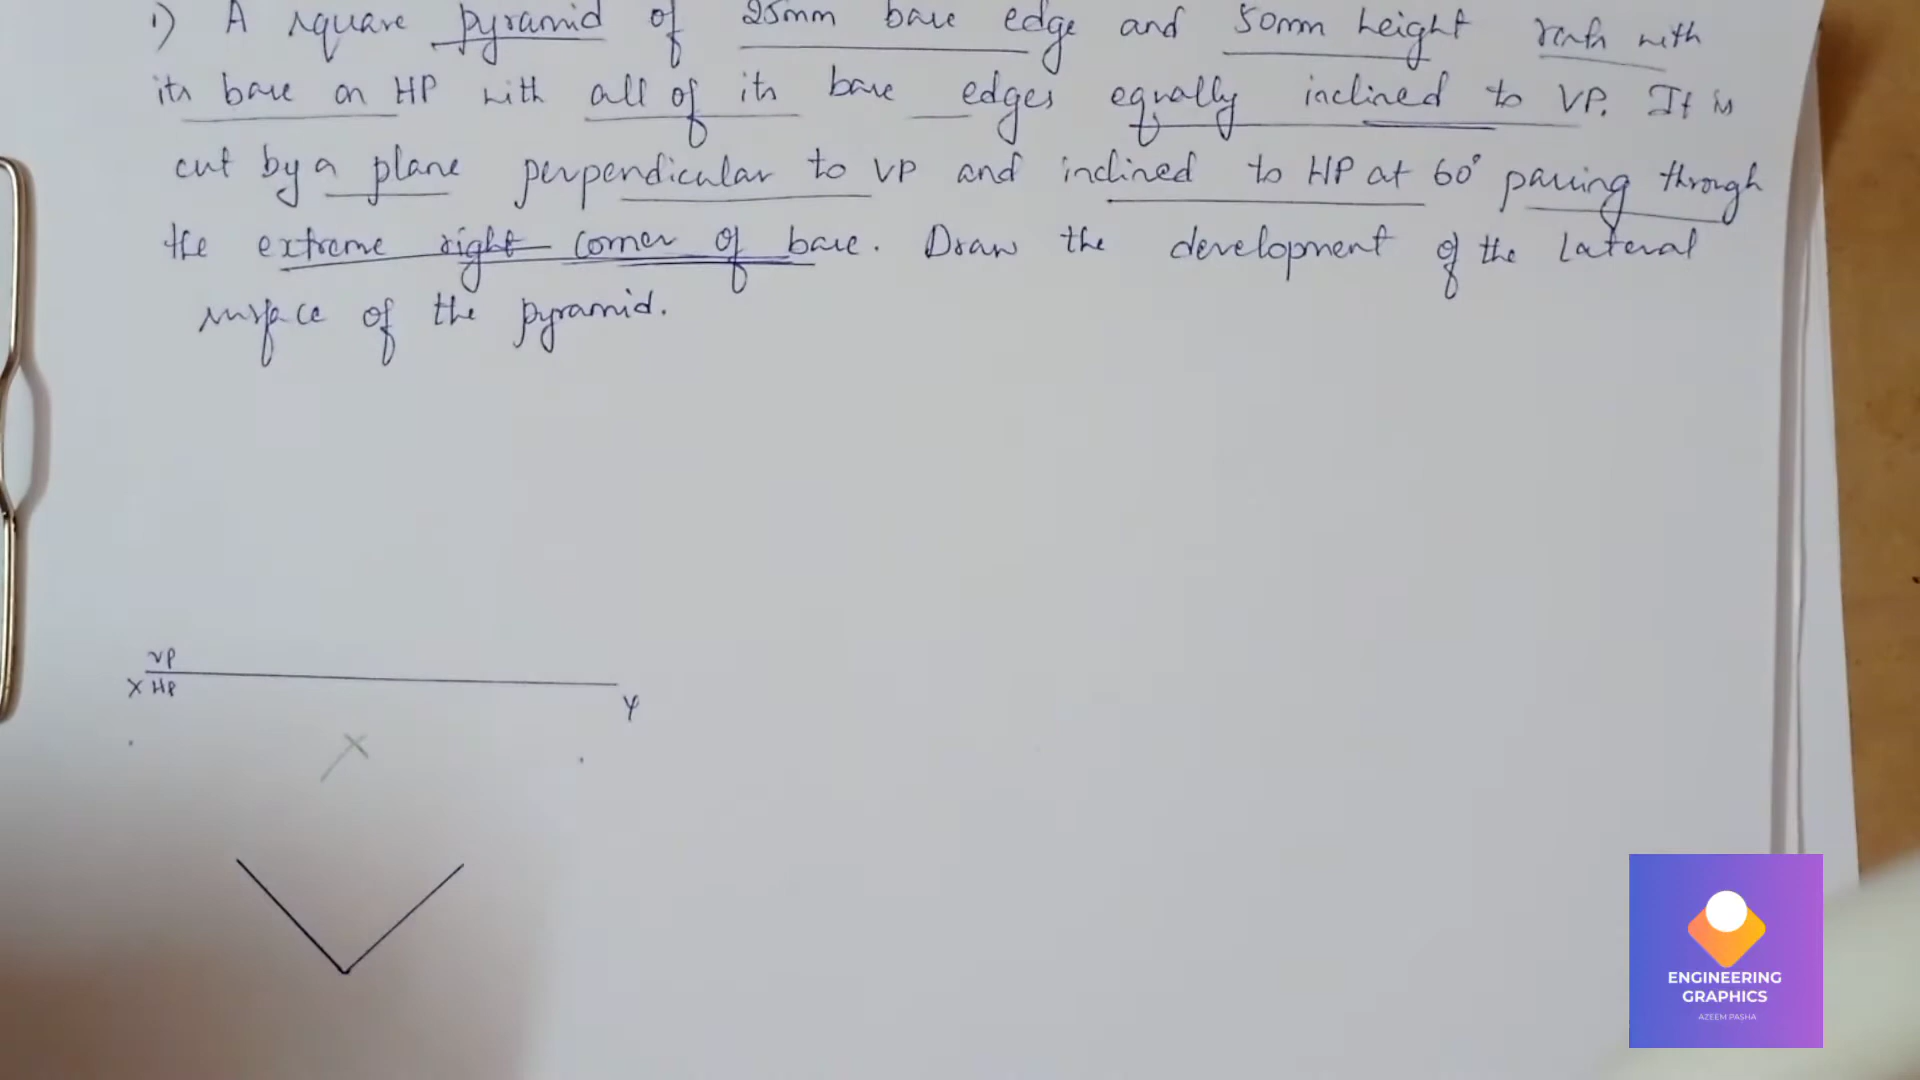 1) A square pyramid of 25mm base edge and 50mm height rests with
its base on HP with all of its base edges equally inclined to VP. It is
cut by a plane perpendicular to VP and inclined to HP at 60° passing through
the extreme right corner of base. Draw the development of the lateral
surface of the pyramid.
VP
X HP
Y
ENGINEERING
GRAPHICS
AZEEM PASHA